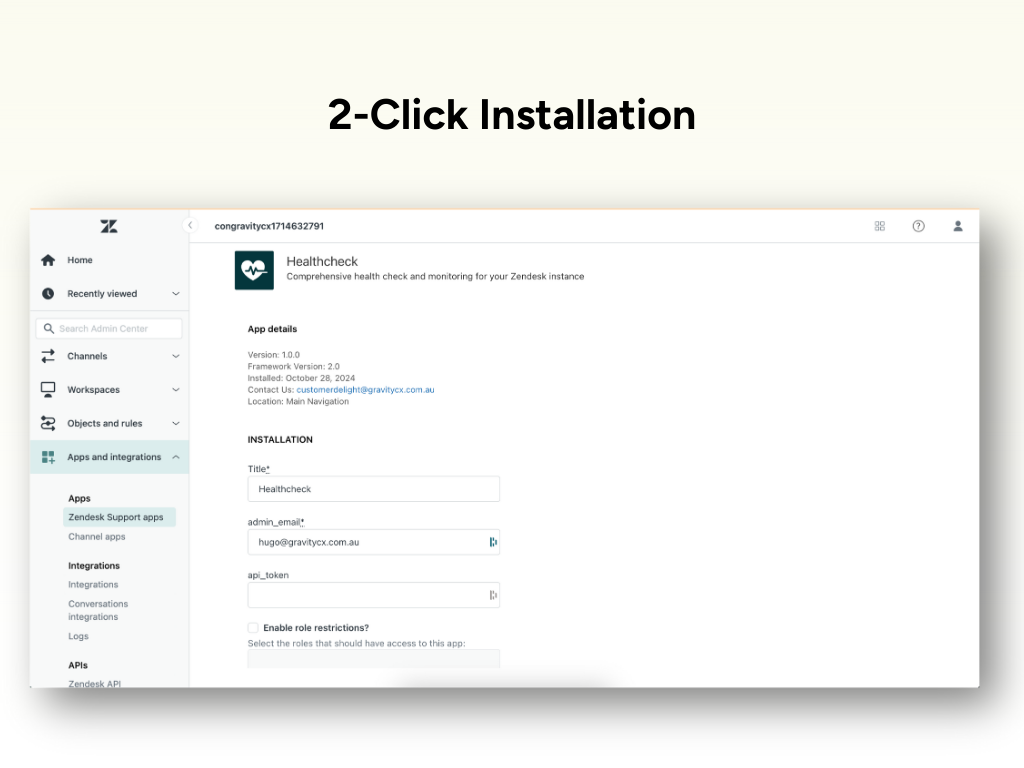 2-Click Installation
congravitycx1714632791
Home
Recently viewed
Search Admin Center
Channels
Workspaces
Objects and rules
Apps and integrations
Apps
Zendesk Support apps
Channel apps
Integrations
Integrations
Conversations
integrations
Logs
APIs
Zendesk API
Healthcheck
Comprehensive health check and monitoring for your Zendesk instance
App details
Version: 1.0.0
Framework Version: 2.0
Installed: October 28, 2024
Contact Us: customerdelight@gravitycx.com.au
Location: Main Navigation
INSTALLATION
Title*
Healthcheck
admin_email*
hugo@gravitycx.com.au
api_token
Enable role restrictions?
Select the roles that should have access to this app: